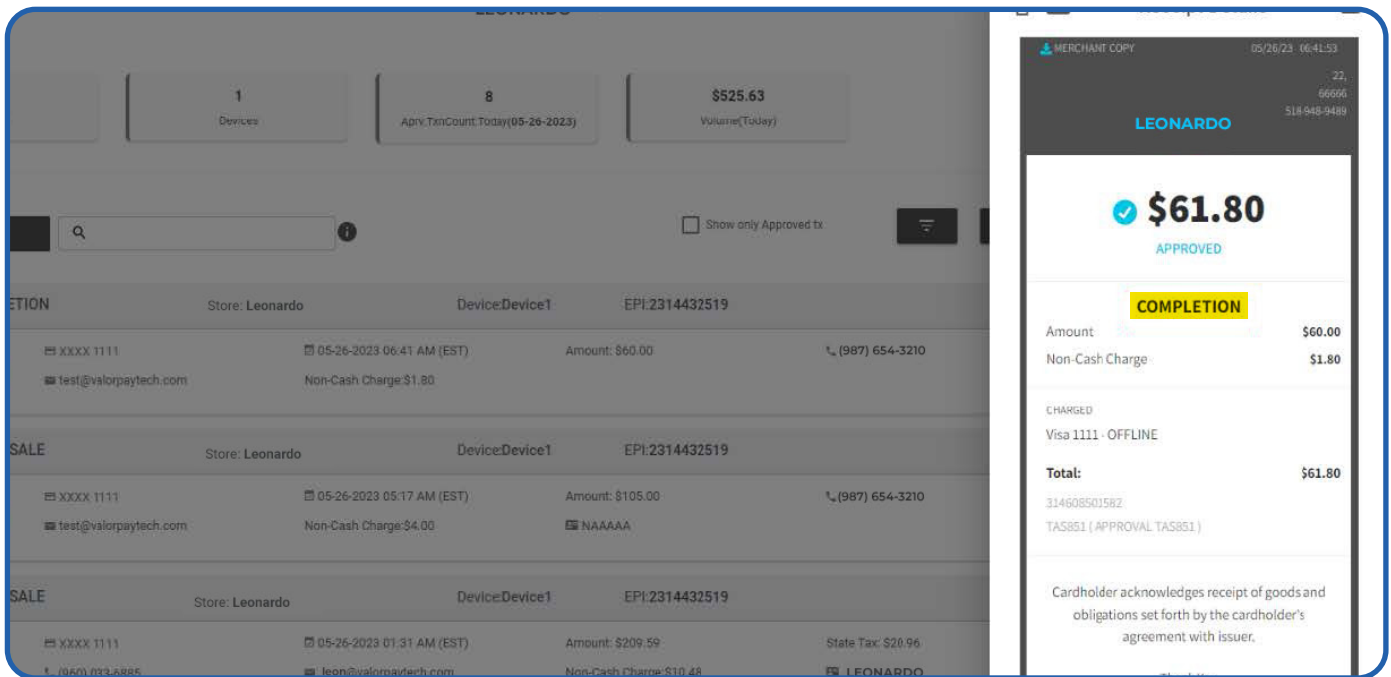 LEONARDO
1
Devices
8
Aprv.TxnCount.Today(05-26-2023)
$525.63
Volume(Today)
Show only Approved tx
ETION Store: Leonardo Device:Device1 EPI:2314432519
XXXX 1111 05-26-2023 06:41 AM (EST) Amount: $60.00 (987) 654-3210
test@valorpaytech.com Non-Cash Charge:$1.80
SALE Store: Leonardo Device:Device1 EPI:2314432519
XXXX 1111 05-26-2023 05:17 AM (EST) Amount: $105.00 (987) 654-3210
test@valorpaytech.com Non-Cash Charge:$4.00 NAAAAA
SALE Store: Leonardo Device:Device1 EPI:2314432519
XXXX 1111 05-26-2023 01:31 AM (EST) Amount: $209.59 State Tax: $20.96
(960) 033-6885 leon@valorpaytech.com Non-Cash Charge:$10.48 LEONARDO
MERCHANT COPY 05/26/23 06:41:53
22,
66666
518-948-9489
LEONARDO
$61.80
APPROVED
COMPLETION
Amount $60.00
Non-Cash Charge $1.80
CHARGED
Visa 1111 - OFFLINE
Total: $61.80
314608501582
TAS851 ( APPROVAL TAS851 )
Cardholder acknowledges receipt of goods and
obligations set forth by the cardholder's
agreement with issuer.